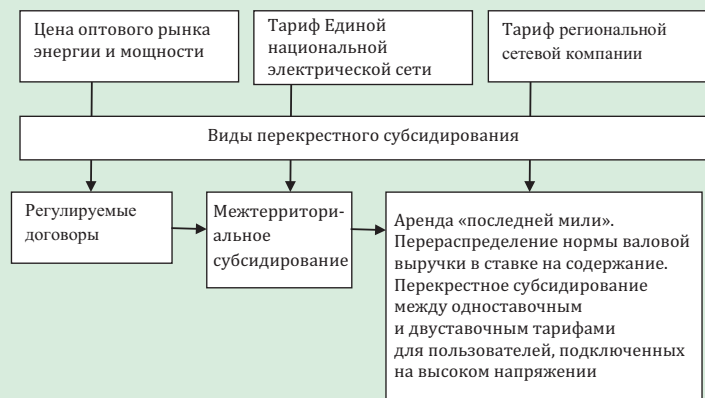 Цена оптового рынка
энергии и мощности
Тариф Единой
национальной
электрической сети
Тариф региональной
сетевой компании
Виды перекрестного субсидирования
Регулируемые
договоры
Межтерритори-
альное
субсидирование
Аренда «последней мили».
Перераспределение нормы валовой
выручки в ставке на содержание.
Перекрестное субсидирование
между одноставочным
и двуставочным тарифами
для пользователей, подключенных
на высоком напряжении